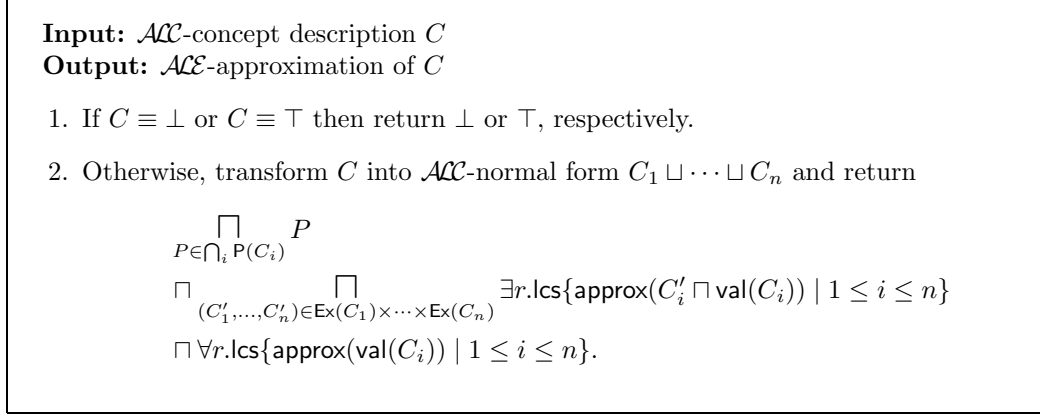 Input: 𝒜ℒ𝒞-concept description C
Output: 𝒜ℒℰ-approximation of C
1. If C ≡ ⊥ or C ≡ ⊤ then return ⊥ or ⊤, respectively.
2. Otherwise, transform C into 𝒜ℒ𝒞-normal form C₁ ⊔ ··· ⊔ Cₙ and return
⨅_{P∈⋂ᵢ P(Cᵢ)} P
⊓ ⨅_{(C′₁,...,C′ₙ)∈Ex(C₁)×···×Ex(Cₙ)} ∃r.lcs{approx(C′ᵢ ⊓ val(Cᵢ)) | 1 ≤ i ≤ n}
⊓ ∀r.lcs{approx(val(Cᵢ)) | 1 ≤ i ≤ n}.